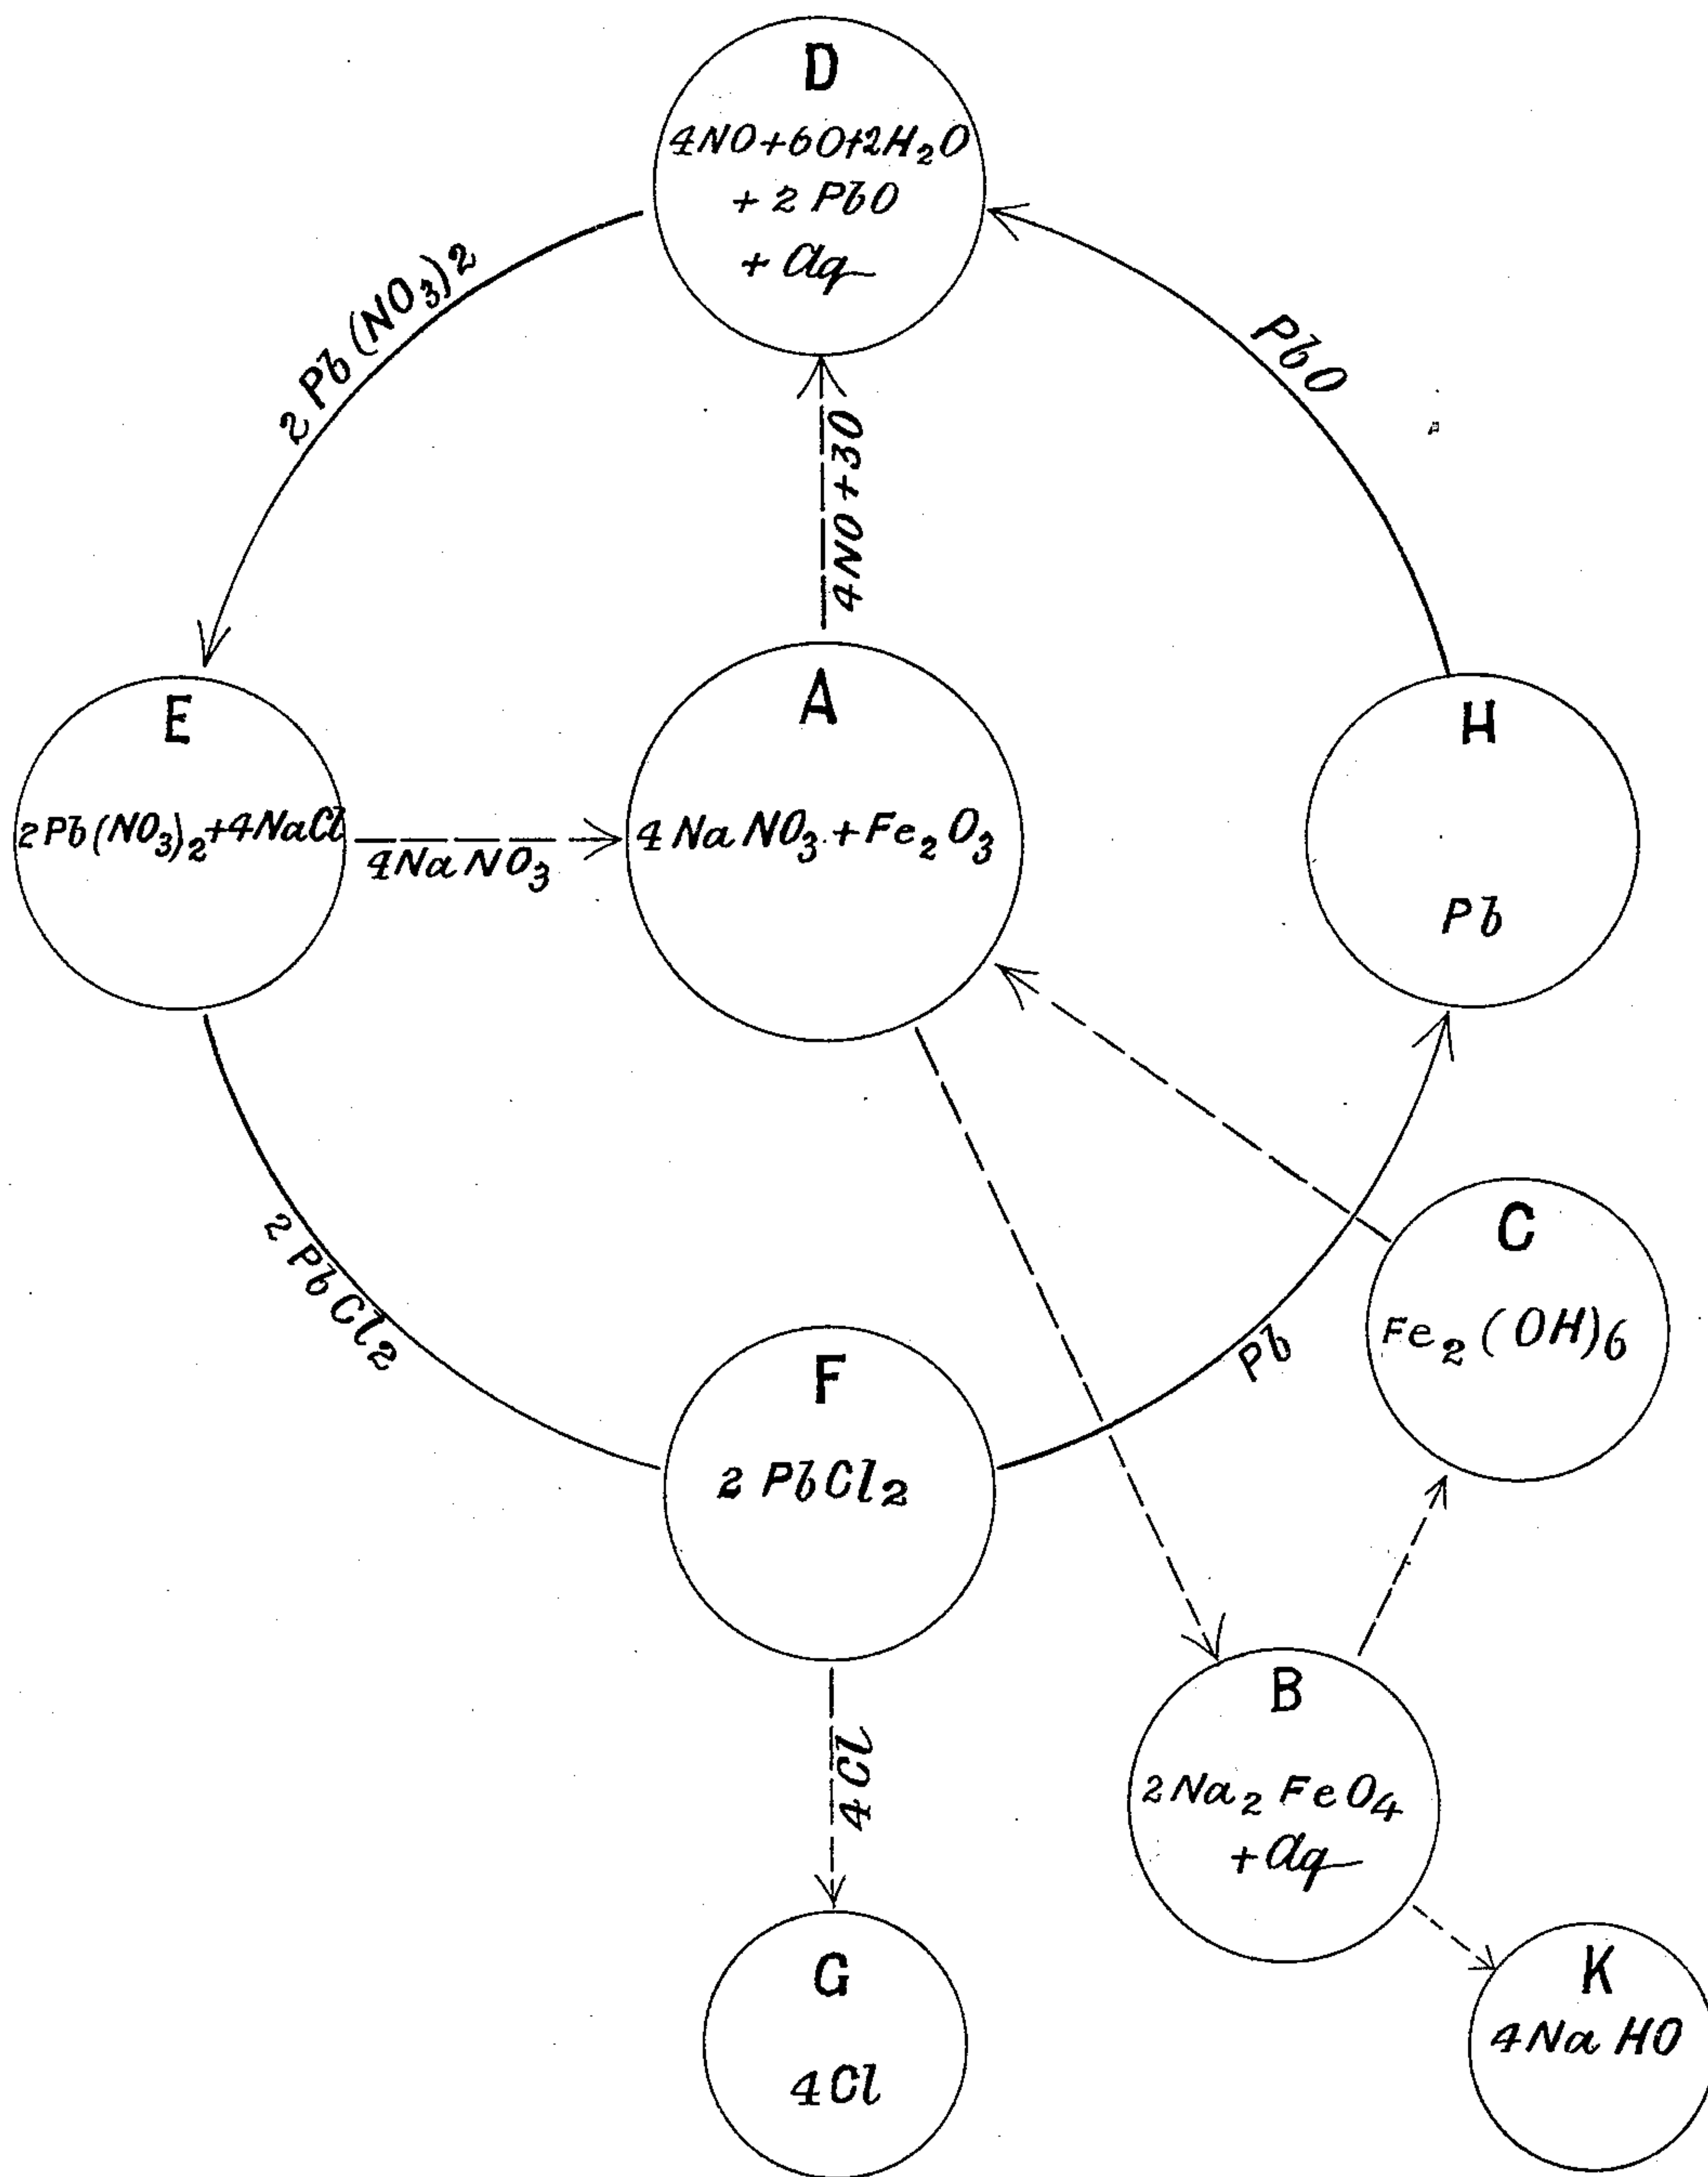 D
4NO+6O+2H₂O
+ 2 PbO
+ Aq
2 Pb(NO₃)2
PbO
4NO+3O
E
2Pb(NO₃)₂+4NaCl
4NaNO₃
A
4NaNO₃+Fe₂O₃
H
Pb
2 PbCl2
Pb
C
Fe₂(OH)6
F
2 PbCl2
4Cl
B
2Na₂FeO₄
+Aq
G
4Cl
K
4NaHO